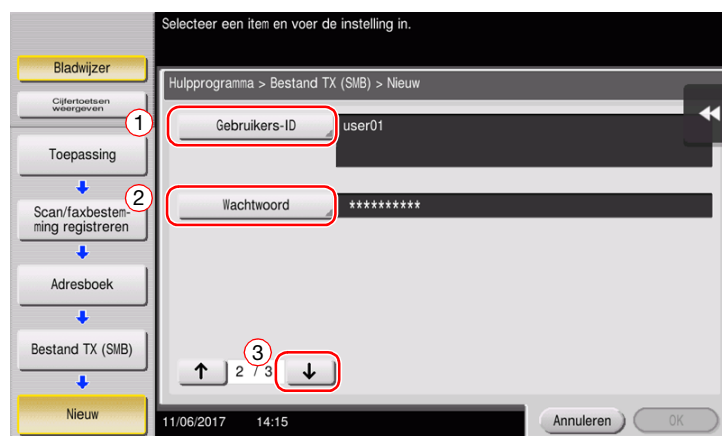 Selecteer een item en voer de instelling in.
Bladwijzer
Cijfertoetsen
weergeven
Hulpprogramma > Bestand TX (SMB) > Nieuw
1
Gebruikers-ID
user01
Toepassing
2
Wachtwoord
**********
Scan/faxbestem-
ming registreren
Adresboek
Bestand TX (SMB)
3
↑ 2 / 3 ↓
Nieuw
11/06/2017 14:15
Annuleren
OK